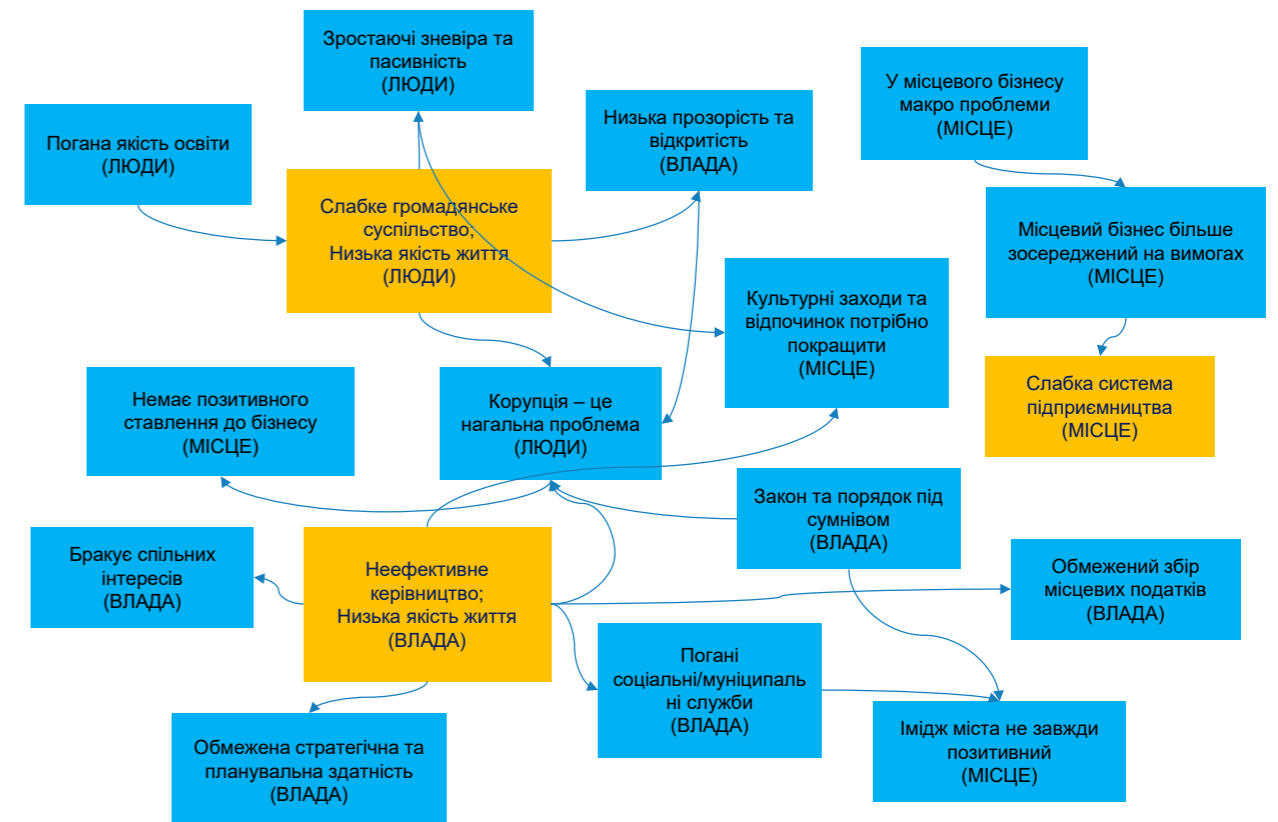 Зростаючі зневіра та
пасивність
(ЛЮДИ)
У місцевого бізнесу
макро проблеми
(МІСЦЕ)
Погана якість освіти
(ЛЮДИ)
Низька прозорість та
відкритість
(ВЛАДА)
Слабке громадянське
суспільство;
Низька якість життя
(ЛЮДИ)
Місцевий бізнес більше
зосереджений на вимогах
(МІСЦЕ)
Культурні заходи та
відпочинок потрібно
покращити
(МІСЦЕ)
Немає позитивного
ставлення до бізнесу
(МІСЦЕ)
Корупція – це
нагальна проблема
(ЛЮДИ)
Слабка система
підприємництва
(МІСЦЕ)
Закон та порядок під
сумнівом
(ВЛАДА)
Бракує спільних
інтересів
(ВЛАДА)
Неефективне
керівництво;
Низька якість життя
(ВЛАДА)
Обмежений збір
місцевих податків
(ВЛАДА)
Погані
соціальні/муніципаль
ні служби
(ВЛАДА)
Обмежена стратегічна та
планувальна здатність
(ВЛАДА)
Імідж міста не завжди
позитивний
(МІСЦЕ)